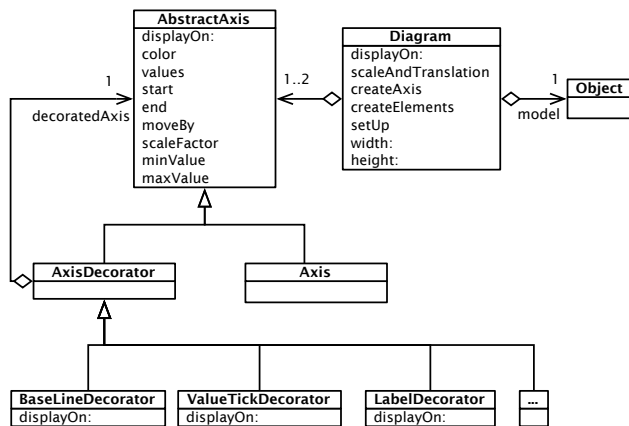 AbstractAxis
displayOn:
color
values
start
end
moveBy
scaleFactor
minValue
maxValue
1
decoratedAxis
1..2
Diagram
displayOn:
scaleAndTranslation
createAxis
createElements
setUp
width:
height:
1
model
Object
AxisDecorator
Axis
BaseLineDecorator
displayOn:
ValueTickDecorator
displayOn:
LabelDecorator
displayOn:
...